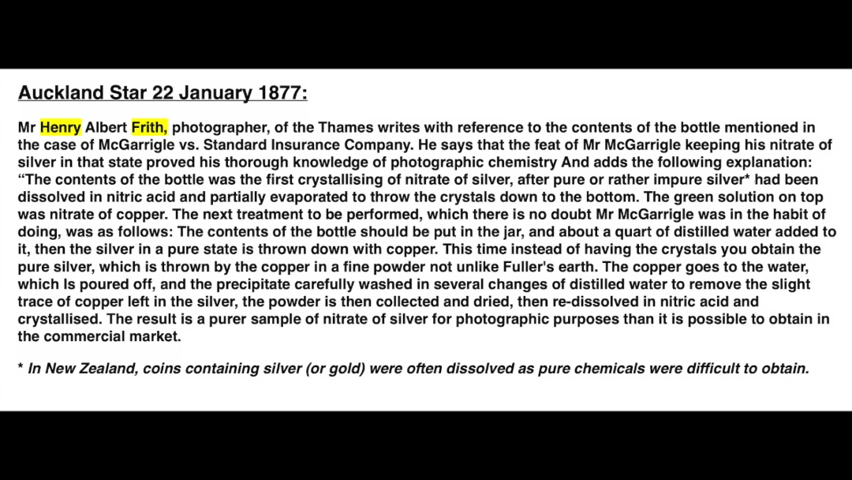 Auckland Star 22 January 1877:
Mr Henry Albert Frith, photographer, of the Thames writes with reference to the contents of the bottle mentioned in
the case of McGarrigle vs. Standard Insurance Company. He says that the feat of Mr McGarrigle keeping his nitrate of
silver in that state proved his thorough knowledge of photographic chemistry And adds the following explanation:
“The contents of the bottle was the first crystallising of nitrate of silver, after pure or rather impure silver* had been
dissolved in nitric acid and partially evaporated to throw the crystals down to the bottom. The green solution on top
was nitrate of copper. The next treatment to be performed, which there is no doubt Mr McGarrigle was in the habit of
doing, was as follows: The contents of the bottle should be put in the jar, and about a quart of distilled water added to
it, then the silver in a pure state is thrown down with copper. This time instead of having the crystals you obtain the
pure silver, which is thrown by the copper in a fine powder not unlike Fuller's earth. The copper goes to the water,
which Is poured off, and the precipitate carefully washed in several changes of distilled water to remove the slight
trace of copper left in the silver, the powder is then collected and dried, then re-dissolved in nitric acid and
crystallised. The result is a purer sample of nitrate of silver for photographic purposes than it is possible to obtain in
the commercial market.
* In New Zealand, coins containing silver (or gold) were often dissolved as pure chemicals were difficult to obtain.